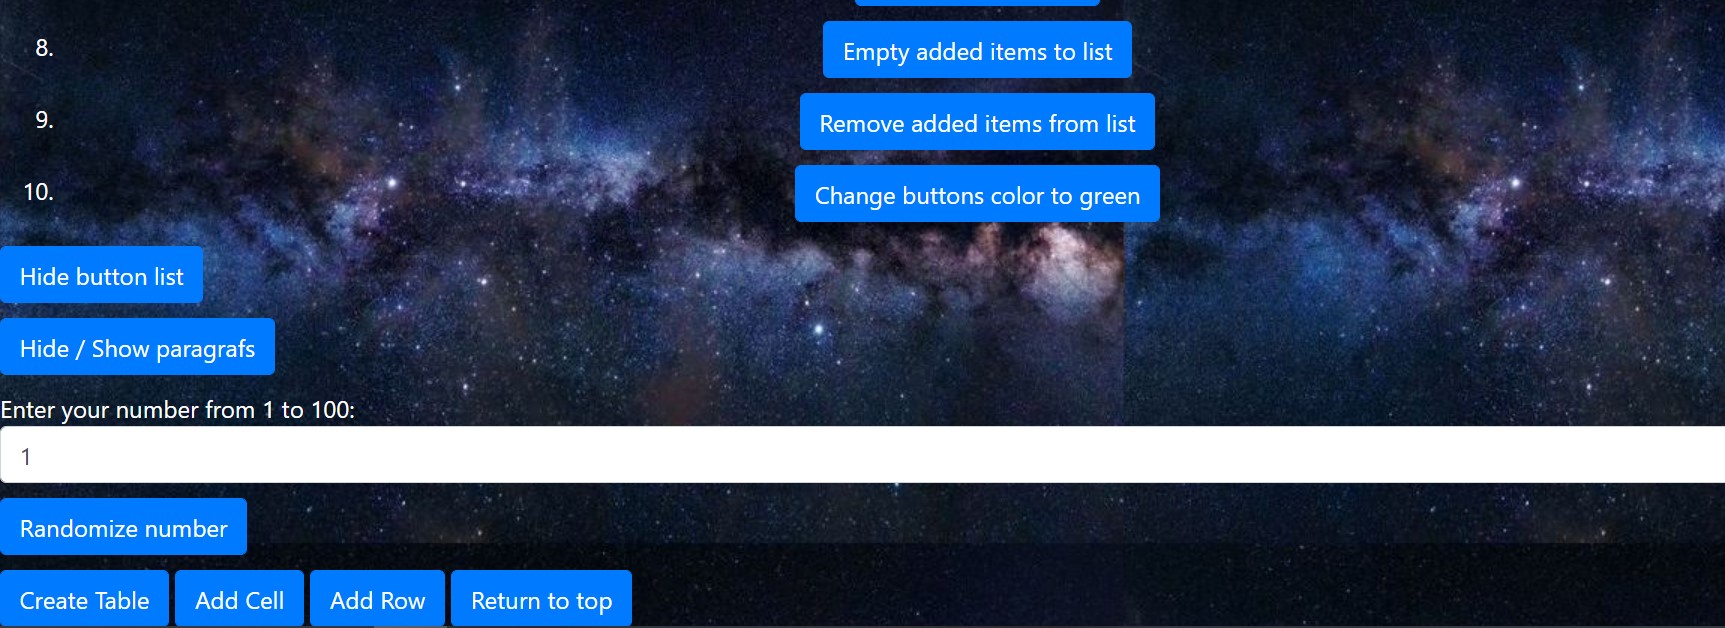 8. Empty added items to list
9. Remove added items from list
10. Change buttons color to green
Hide button list
Hide / Show paragrafs
Enter your number from 1 to 100:
1
Randomize number
Create Table Add Cell Add Row Return to top